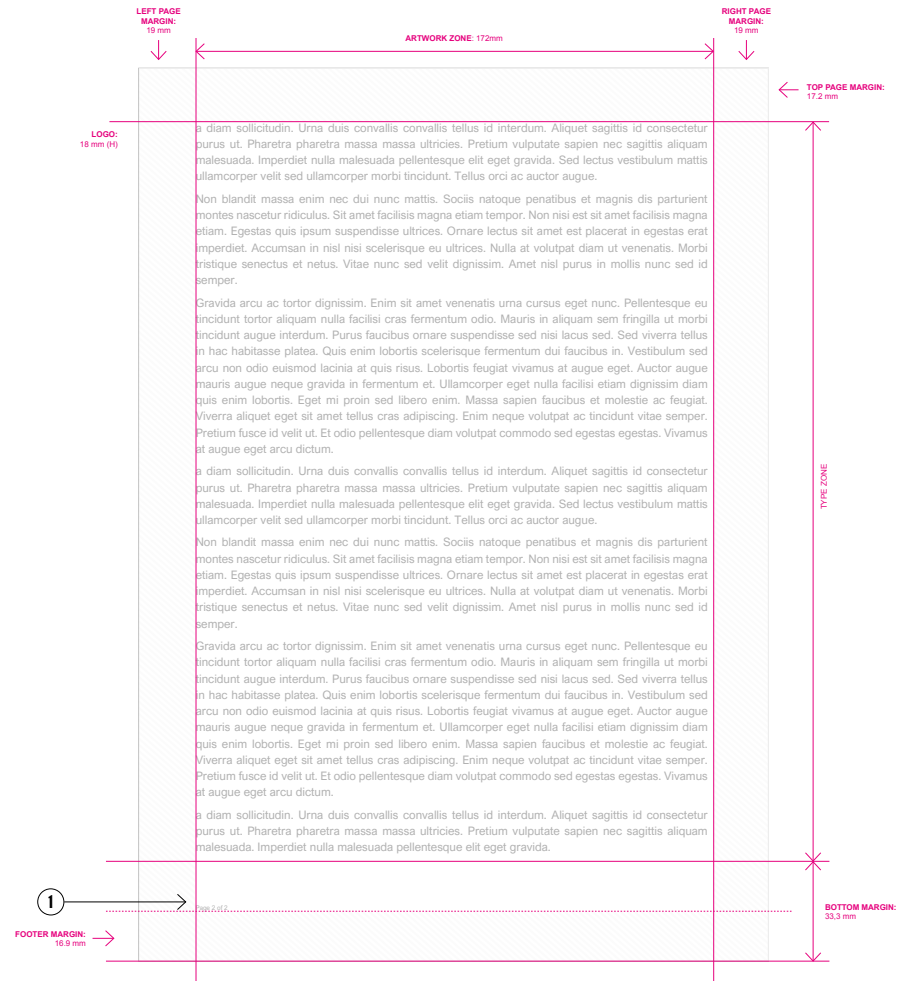 LEFT PAGE
MARGIN:
19 mm
RIGHT PAGE
MARGIN:
19 mm
ARTWORK ZONE: 172mm
TOP PAGE MARGIN:
17.2 mm
LOGO:
18 mm (H)
a diam sollicitudin. Urna duis convallis convallis tellus id interdum. Aliquet sagittis id consectetur
purus ut. Pharetra pharetra massa massa ultricies. Pretium vulputate sapien nec sagittis aliquam
malesuada. Imperdiet nulla malesuada pellentesque elit eget gravida. Sed lectus vestibulum mattis
ullamcorper velit sed ullamcorper morbi tincidunt. Tellus orci ac auctor augue.
Non blandit massa enim nec dui nunc mattis. Sociis natoque penatibus et magnis dis parturient
montes nascetur ridiculus. Sit amet facilisis magna etiam tempor. Non nisi est sit amet facilisis magna
etiam. Egestas quis ipsum suspendisse ultrices. Ornare lectus sit amet est placerat in egestas erat
imperdiet. Accumsan in nisl nisi scelerisque eu ultrices. Nulla at volutpat diam ut venenatis. Morbi
tristique senectus et netus. Vitae nunc sed velit dignissim. Amet nisl purus in mollis nunc sed id
semper.
Gravida arcu ac tortor dignissim. Enim sit amet venenatis urna cursus eget nunc. Pellentesque eu
tincidunt tortor aliquam nulla facilisi cras fermentum odio. Mauris in aliquam sem fringilla ut morbi
tincidunt augue interdum. Purus faucibus ornare suspendisse sed nisi lacus sed. Sed viverra tellus
in hac habitasse platea. Quis enim lobortis scelerisque fermentum dui faucibus in. Vestibulum sed
arcu non odio euismod lacinia at quis risus. Lobortis feugiat vivamus at augue eget. Auctor augue
mauris augue neque gravida in fermentum et. Ullamcorper eget nulla facilisi etiam dignissim diam
quis enim lobortis. Eget mi proin sed libero enim. Massa sapien faucibus et molestie ac feugiat.
Viverra aliquet eget sit amet tellus cras adipiscing. Enim neque volutpat ac tincidunt vitae semper.
Pretium fusce id velit ut. Et odio pellentesque diam volutpat commodo sed egestas egestas. Vivamus
at augue eget arcu dictum.
a diam sollicitudin. Urna duis convallis convallis tellus id interdum. Aliquet sagittis id consectetur
purus ut. Pharetra pharetra massa massa ultricies. Pretium vulputate sapien nec sagittis aliquam
malesuada. Imperdiet nulla malesuada pellentesque elit eget gravida. Sed lectus vestibulum mattis
ullamcorper velit sed ullamcorper morbi tincidunt. Tellus orci ac auctor augue.
Non blandit massa enim nec dui nunc mattis. Sociis natoque penatibus et magnis dis parturient
montes nascetur ridiculus. Sit amet facilisis magna etiam tempor. Non nisi est sit amet facilisis magna
etiam. Egestas quis ipsum suspendisse ultrices. Ornare lectus sit amet est placerat in egestas erat
imperdiet. Accumsan in nisl nisi scelerisque eu ultrices. Nulla at volutpat diam ut venenatis. Morbi
tristique senectus et netus. Vitae nunc sed velit dignissim. Amet nisl purus in mollis nunc sed id
semper.
Gravida arcu ac tortor dignissim. Enim sit amet venenatis urna cursus eget nunc. Pellentesque eu
tincidunt tortor aliquam nulla facilisi cras fermentum odio. Mauris in aliquam sem fringilla ut morbi
tincidunt augue interdum. Purus faucibus ornare suspendisse sed nisi lacus sed. Sed viverra tellus
in hac habitasse platea. Quis enim lobortis scelerisque fermentum dui faucibus in. Vestibulum sed
arcu non odio euismod lacinia at quis risus. Lobortis feugiat vivamus at augue eget. Auctor augue
mauris augue neque gravida in fermentum et. Ullamcorper eget nulla facilisi etiam dignissim diam
quis enim lobortis. Eget mi proin sed libero enim. Massa sapien faucibus et molestie ac feugiat.
Viverra aliquet eget sit amet tellus cras adipiscing. Enim neque volutpat ac tincidunt vitae semper.
Pretium fusce id velit ut. Et odio pellentesque diam volutpat commodo sed egestas egestas. Vivamus
at augue eget arcu dictum.
a diam sollicitudin. Urna duis convallis convallis tellus id interdum. Aliquet sagittis id consectetur
purus ut. Pharetra pharetra massa massa ultricies. Pretium vulputate sapien nec sagittis aliquam
malesuada. Imperdiet nulla malesuada pellentesque elit eget gravida.
TYPE ZONE
1
Page 2 of 2
BOTTOM MARGIN:
33,3 mm
FOOTER MARGIN:
16.9 mm